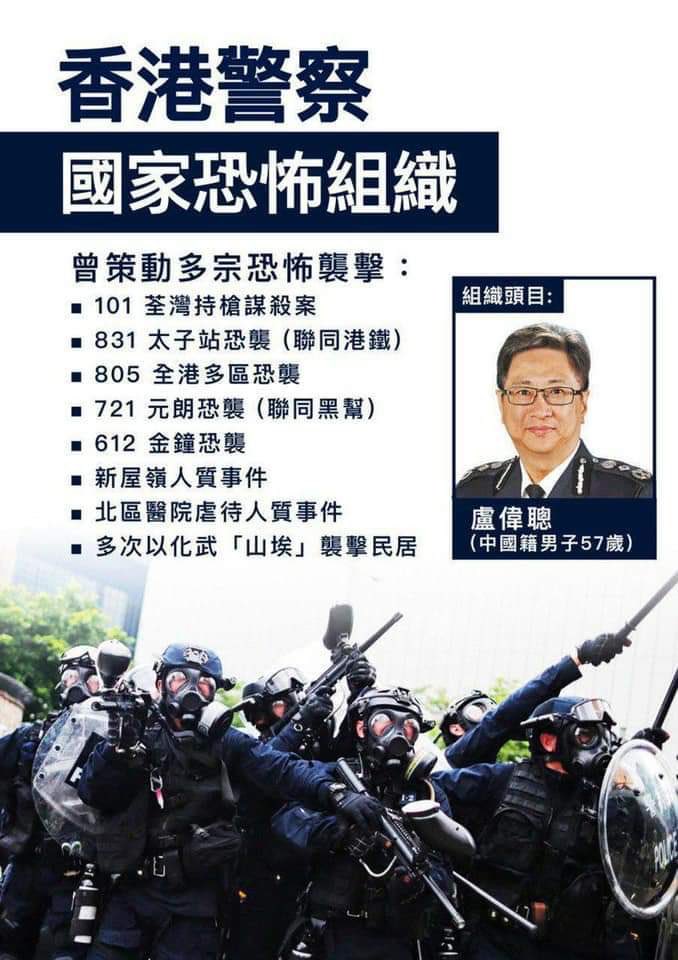 香港警察
國家恐怖組織
曾策動多宗恐怖襲擊：
▪ 101 荃灣持槍謀殺案
▪ 831 太子站恐襲（聯同港鐵）
▪ 805 全港多區恐襲
▪ 721 元朗恐襲（聯同黑幫）
▪ 612 金鐘恐襲
▪ 新屋嶺人質事件
▪ 北區醫院虐待人質事件
▪ 多次以化武「山埃」襲擊民居
組織頭目:
盧偉聰
（中國籍男子57歲）
POLICE